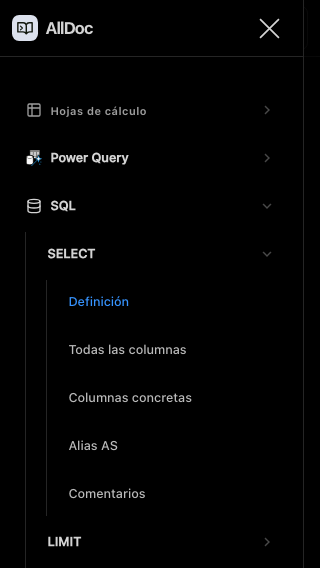 AllDoc
Hojas de cálculo
Power Query
SQL
SELECT
Definición
Todas las columnas
Columnas concretas
Alias AS
Comentarios
LIMIT